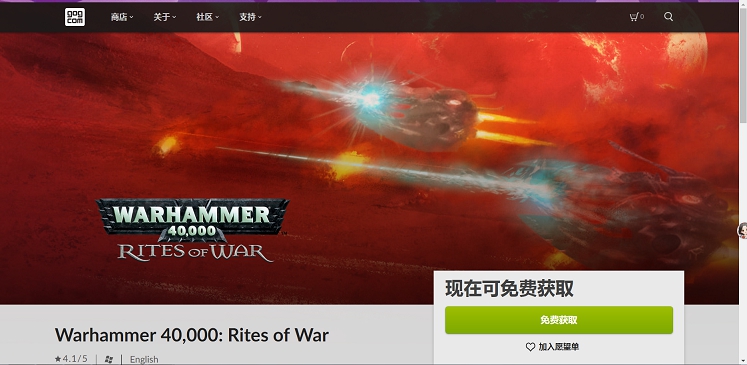 gog
com
商店 关于 社区 支持 0
WARHAMMER
40,000
RITES OF WAR
现在可免费获取
免费获取
加入愿望单
Warhammer 40,000: Rites of War
4.1/5 English